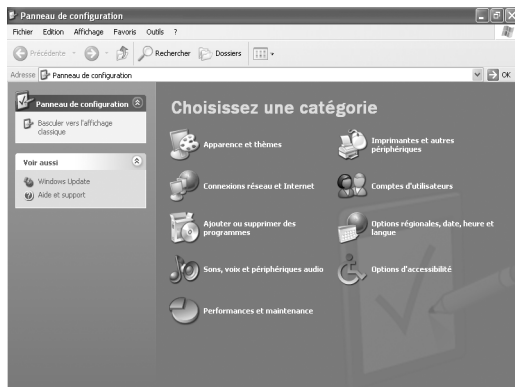 Panneau de configuration
Fichier Edition Affichage Favoris Outils ?
Précédente Rechercher Dossiers
Adresse Panneau de configuration OK
Panneau de configuration
Basculer vers l'affichage
classique
Voir aussi
Windows Update
Aide et support
Choisissez une catégorie
Apparence et thèmes
Imprimantes et autres
périphériques
Connexions réseau et Internet
Comptes d'utilisateurs
Ajouter ou supprimer des
programmes
Options régionales, date, heure et
langue
Sons, voix et périphériques audio
Options d'accessibilité
Performances et maintenance